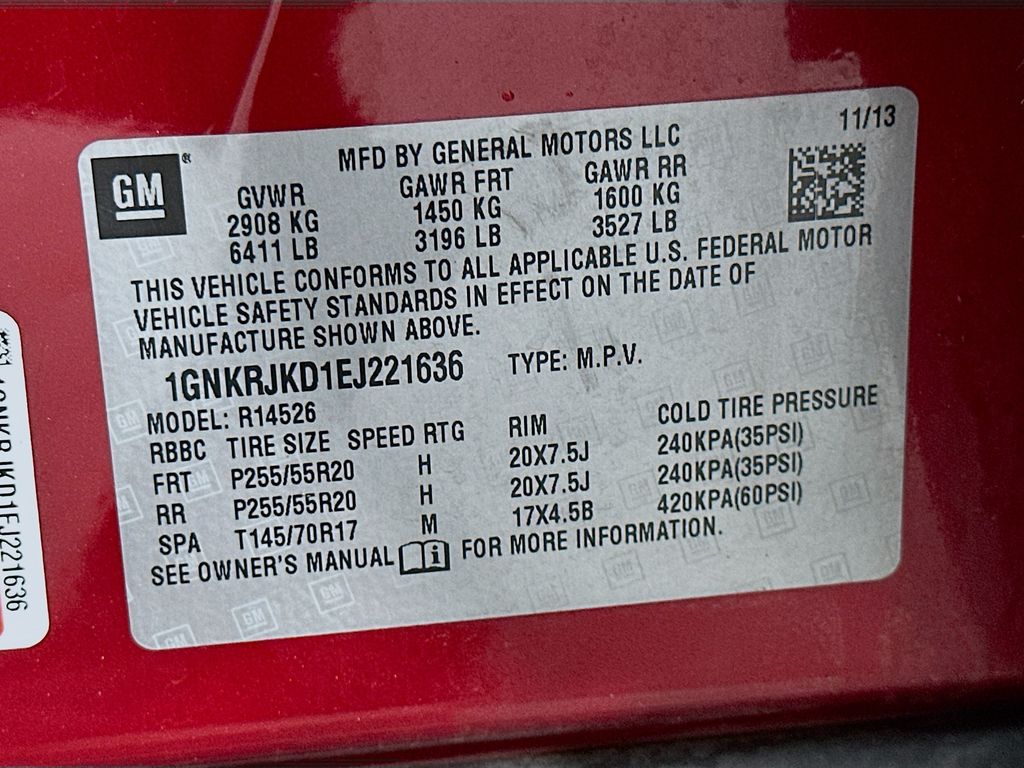 11/13
MFD BY GENERAL MOTORS LLC
GM®
GVWR GAWR FRT GAWR RR
2908 KG 1450 KG 1600 KG
6411 LB 3196 LB 3527 LB
THIS VEHICLE CONFORMS TO ALL APPLICABLE U.S. FEDERAL MOTOR
VEHICLE SAFETY STANDARDS IN EFFECT ON THE DATE OF
MANUFACTURE SHOWN ABOVE.
1GNKRJKD1EJ221636 TYPE: M.P.V.
MODEL: R14526
RBBC TIRE SIZE SPEED RTG RIM COLD TIRE PRESSURE
FRT P255/55R20 H 20X7.5J 240KPA(35PSI)
RR P255/55R20 H 20X7.5J 240KPA(35PSI)
SPA T145/70R17 M 17X4.5B 420KPA(60PSI)
SEE OWNER'S MANUAL i FOR MORE INFORMATION.
1GNKRJKD1EJ221636